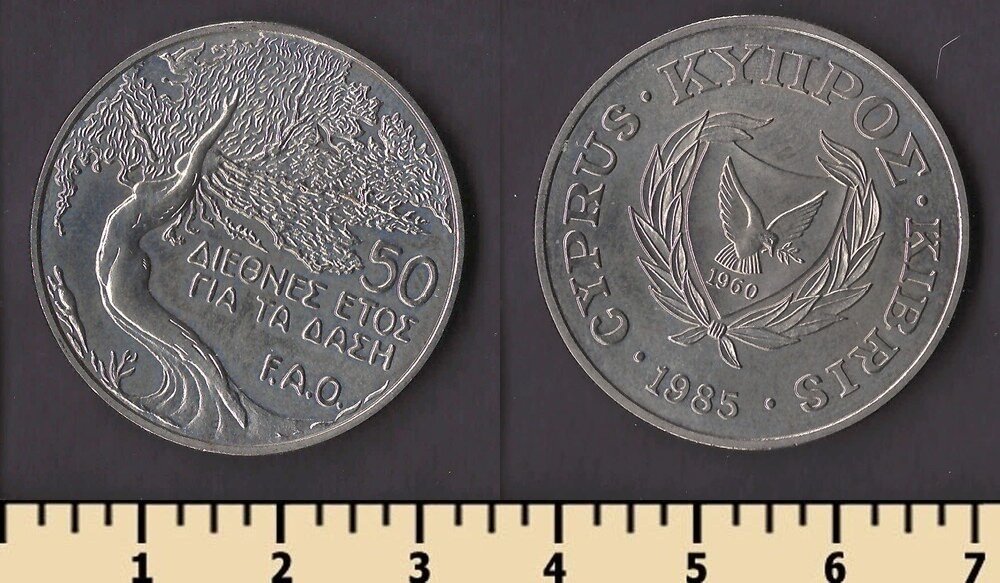 50
ΔΙΕΘΝΕΣ ΕΤΟΣ
ΓΙΑ ΤΑ ΔΑΣΗ
F.A.O.
CYPRUS · ΚΥΠΡΟΣ · KIBRIS
· 1985 ·
1960
1 2 3 4 5 6 7